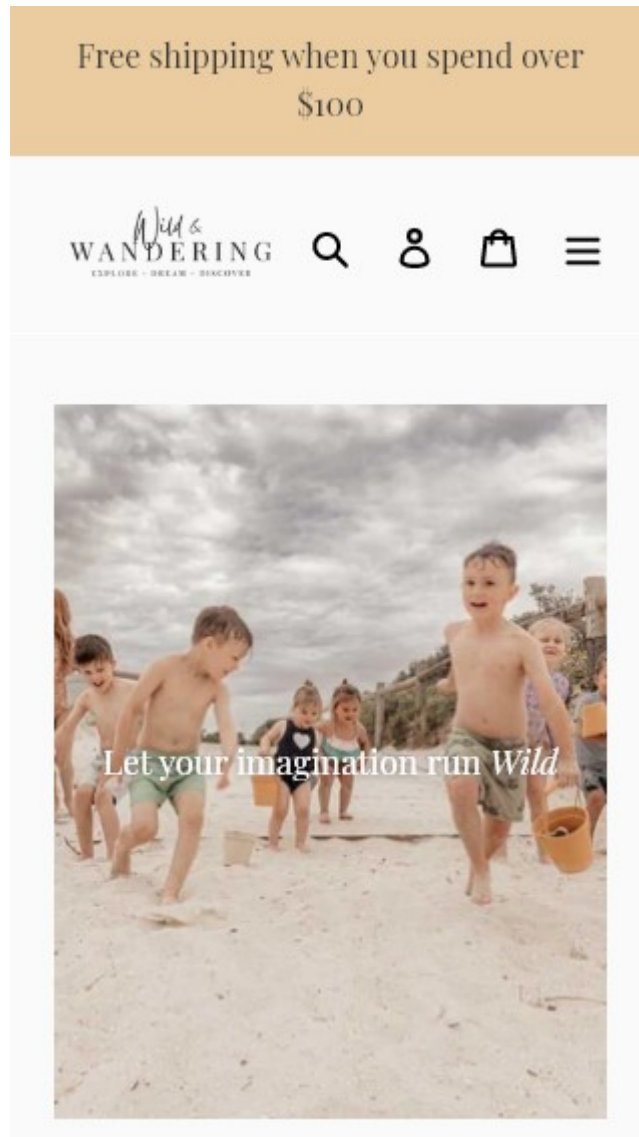 Free shipping when you spend over
$100
Wild &
WANDERING
EXPLORE - DREAM - DISCOVER
Let your imagination run Wild